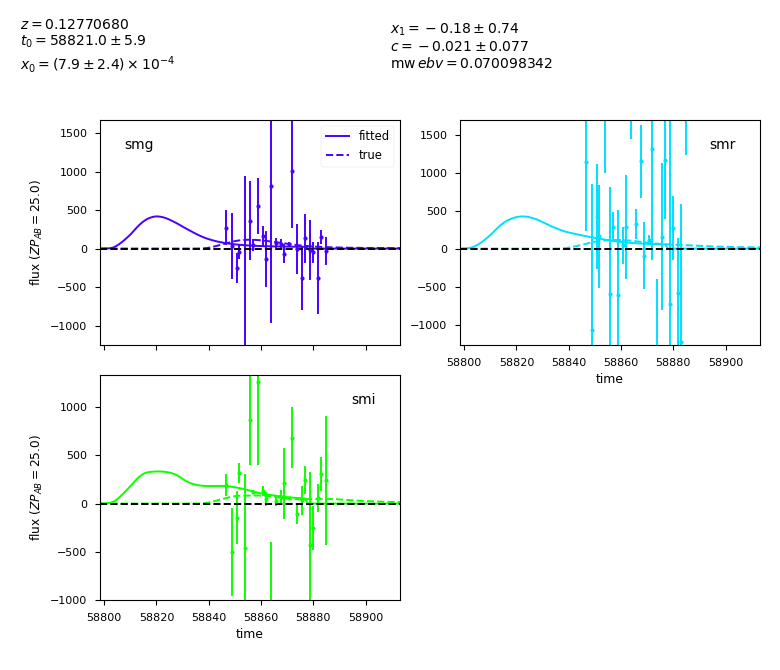 z = 0.12770680
t₀ = 58821.0 ± 5.9
x₀ = (7.9 ± 2.4) × 10⁻⁴
x₁ = −0.18 ± 0.74
c = −0.021 ± 0.077
mw ebv = 0.070098342
smg
fitted
true
1500
1000
500
0
−500
−1000
flux (ZP_AB = 25.0)
smr
1500
1000
500
0
−500
−1000
58800 58820 58840 58860 58880 58900
time
smi
1000
500
0
−500
−1000
flux (ZP_AB = 25.0)
58800 58820 58840 58860 58880 58900
time